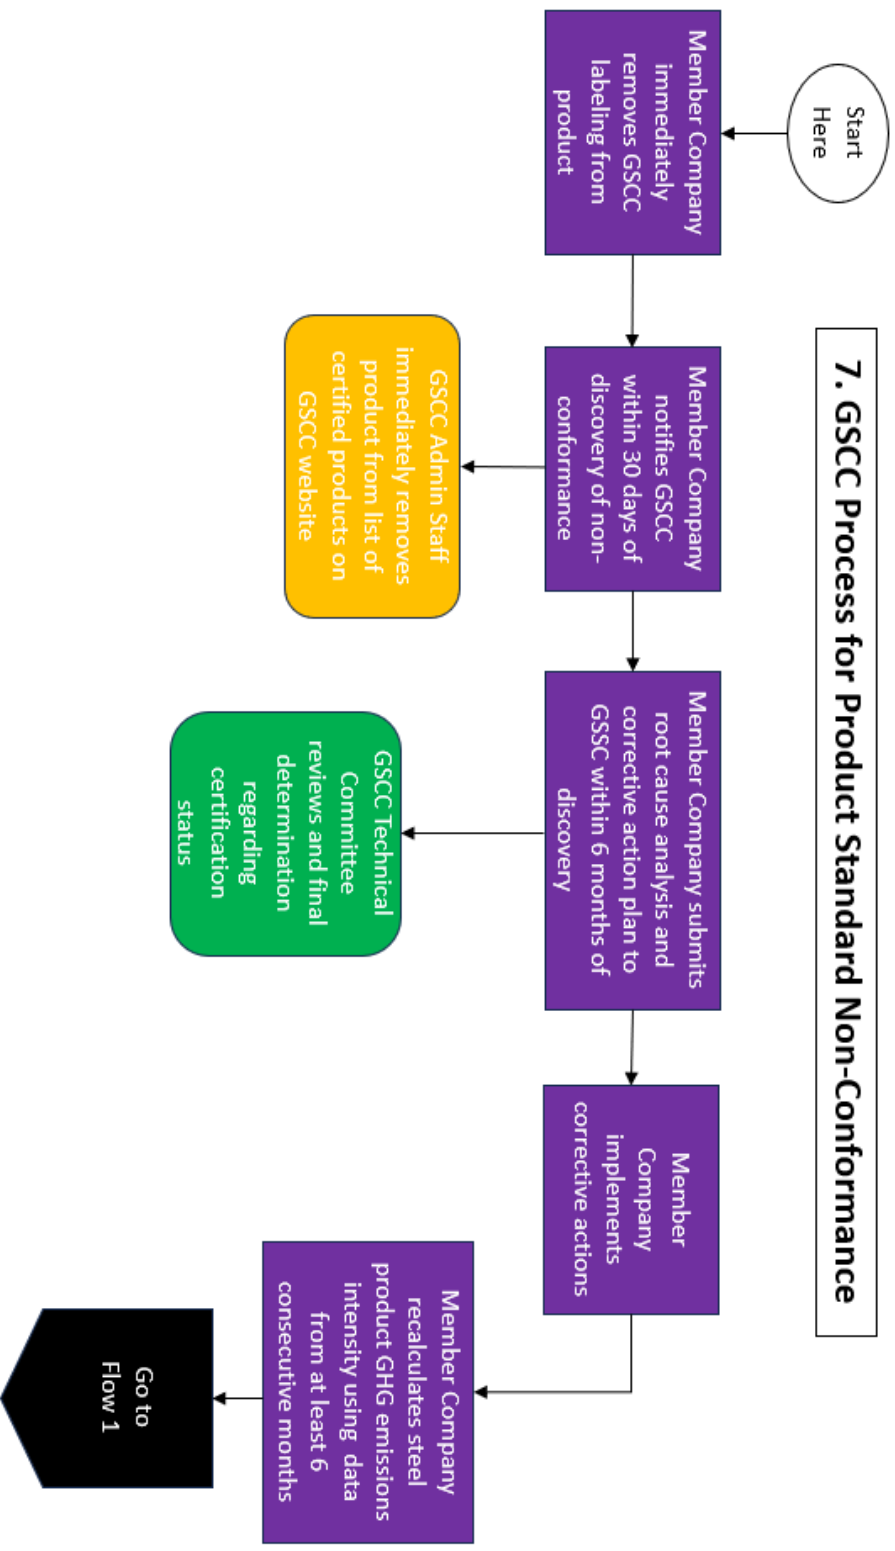 7. GSCC Process for Product Standard Non-Conformance
Start
Here
Member Company
immediately
removes GSCC
labeling from
product
Member Company
notifies GSCC
within 30 days of
discovery of non-
conformance
GSCC Admin Staff
immediately removes
product from list of
certified products on
GSCC website
Member Company submits
root cause analysis and
corrective action plan to
GSSC within 6 months of
discovery
GSCC Technical
Committee
reviews and final
determination
regarding
certification
status
Member
Company
implements
corrective actions
Member Company
recalculates steel
product GHG emissions
intensity using data
from at least 6
consecutive months
Go to
Flow 1